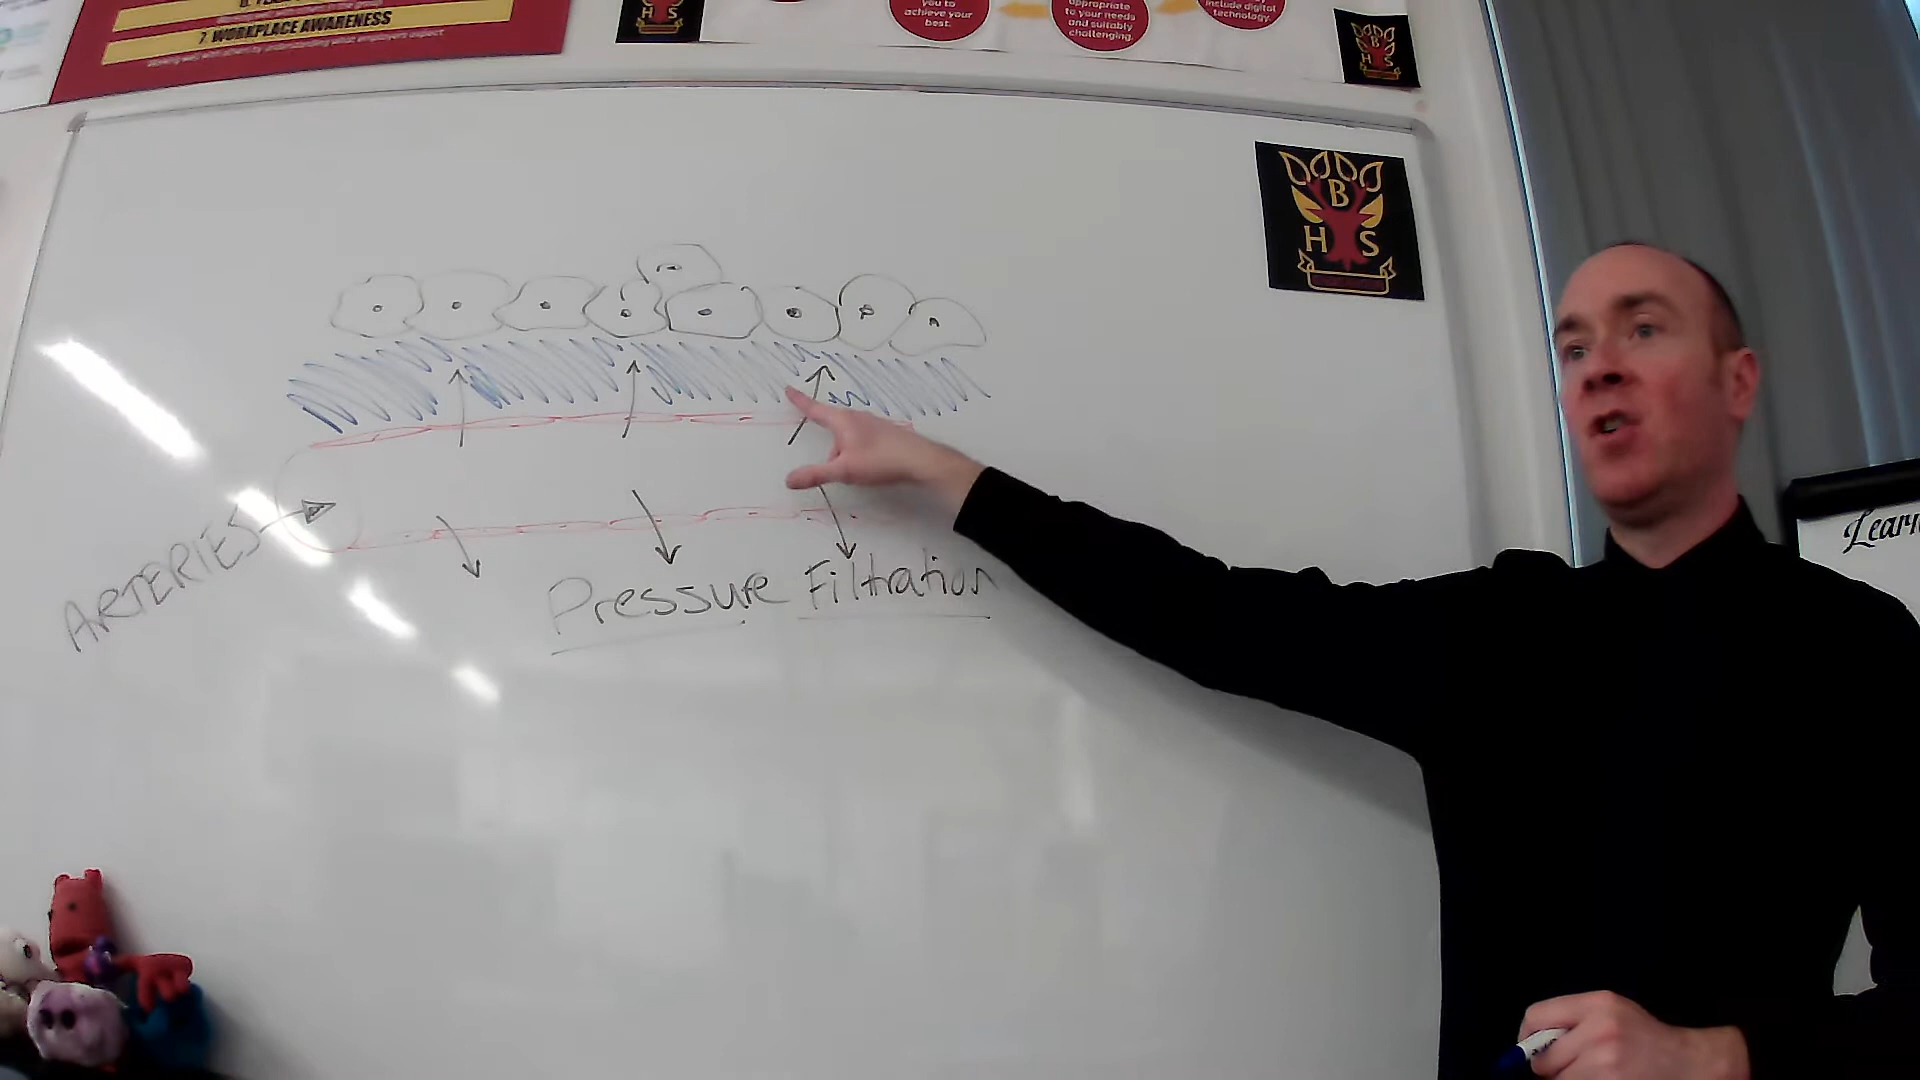 7. WORKPLACE AWARENESS
you to
achieve your
best.
appropriate
to your needs
and suitably
challenging.
include digital
technology.
B
H S
B
H S
H S
ARTERIES
Pressure Filtration
Learn